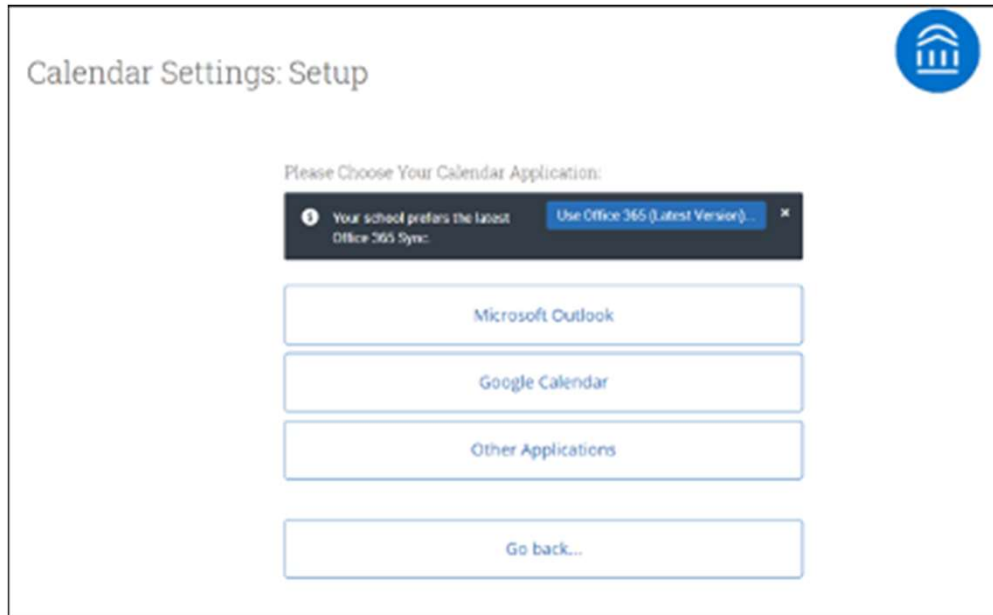 Calendar Settings: Setup
Please Choose Your Calendar Application:
Your school prefers the latest
Office 365 Sync.
Use Office 365 (Latest Version)...
×
Microsoft Outlook
Google Calendar
Other Applications
Go back...